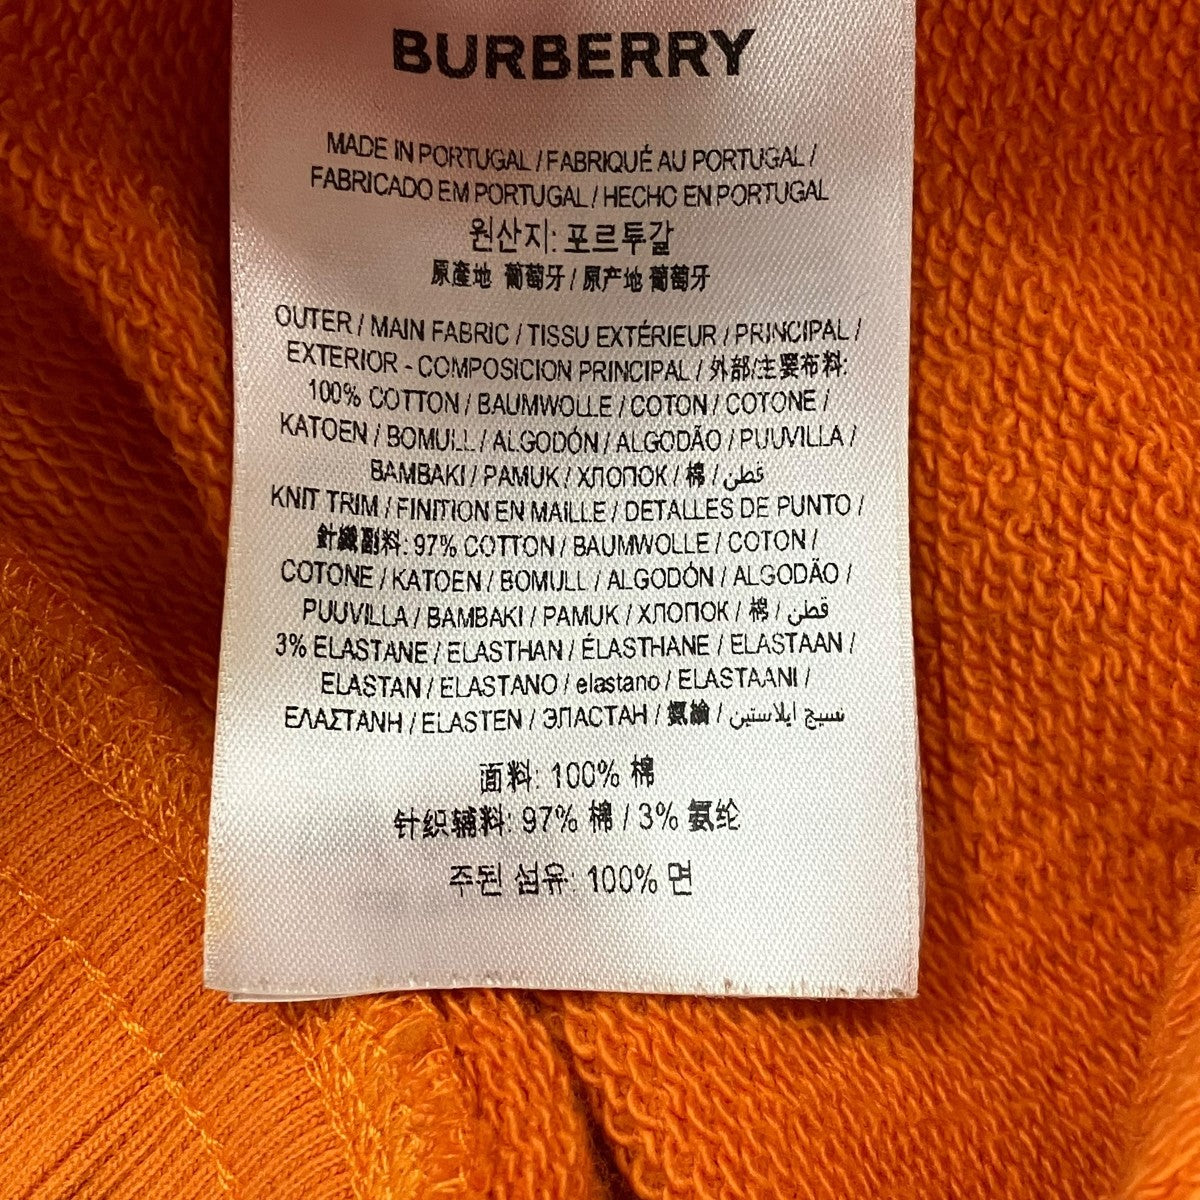 BURBERRY
MADE IN PORTUGAL / FABRIQUÉ AU PORTUGAL /
FABRICADO EM PORTUGAL / HECHO EN PORTUGAL
원산지: 포르투갈
原產地 葡萄牙 / 原产地 葡萄牙
OUTER / MAIN FABRIC / TISSU EXTÉRIEUR / PRINCIPAL /
EXTERIOR - COMPOSICION PRINCIPAL / 外部/主要布料:
100% COTTON / BAUMWOLLE / COTON / COTONE /
KATOEN / BOMULL / ALGODÓN / ALGODÃO / PUUVILLA /
BAMBAKI / PAMUK / ХЛОПОК / 棉 / قطن
KNIT TRIM / FINITION EN MAILLE / DETALLES DE PUNTO /
針織副料: 97% COTTON / BAUMWOLLE / COTON /
COTONE / KATOEN / BOMULL / ALGODÓN / ALGODÃO /
PUUVILLA / BAMBAKI / PAMUK / ХЛОПОК / 棉 / قطن
3% ELASTANE / ELASTHAN / ÉLASTHANE / ELASTAAN /
ELASTAN / ELASTANO / elastano / ELASTAANI /
ΕΛΑΣΤΑΝΗ / ELASTEN / ЭЛАСТАН / 氨綸 / نسيج ايلاستين
面料: 100% 棉
针织辅料: 97% 棉 / 3% 氨纶
주된 섬유: 100% 면